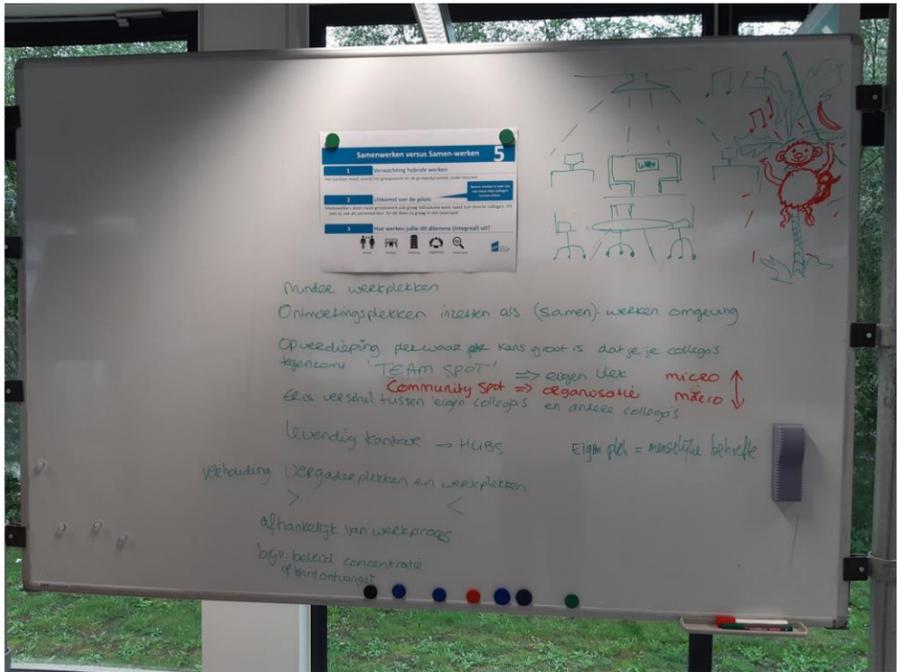 Samenwerken versus Samen-werken 5
1 Verwachting hybride werken
2 Uitkomst van de pilots
3 Hoe werken jullie dit dilemma (integraal) uit?
Minder werkplekken
Ontmoetingsplekken inzetten als (samen)-werken omgeving
Op verdieping plek waar de kans groot is dat je je collega's
tegenkomt 'TEAM SPOT' => eigen plek micro
Community spot => organisatie macro
Er is verschil tussen 'eigen' collega's en andere collega's
Levendig kantoor → HUBS
Eigen plek = menselijke behoefte
Verhouding Vergaderplekken en werkplekken
> <
afhankelijk van werkproces
bijv. beleid concentratie
of klantontvangst